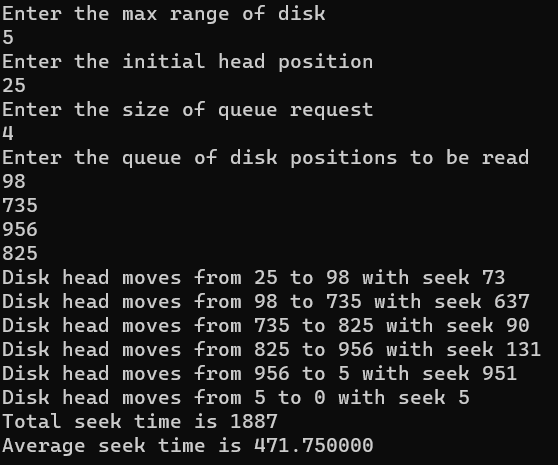 Enter the max range of disk
5
Enter the initial head position
25
Enter the size of queue request
4
Enter the queue of disk positions to be read
98
735
956
825
Disk head moves from 25 to 98 with seek 73
Disk head moves from 98 to 735 with seek 637
Disk head moves from 735 to 825 with seek 90
Disk head moves from 825 to 956 with seek 131
Disk head moves from 956 to 5 with seek 951
Disk head moves from 5 to 0 with seek 5
Total seek time is 1887
Average seek time is 471.750000